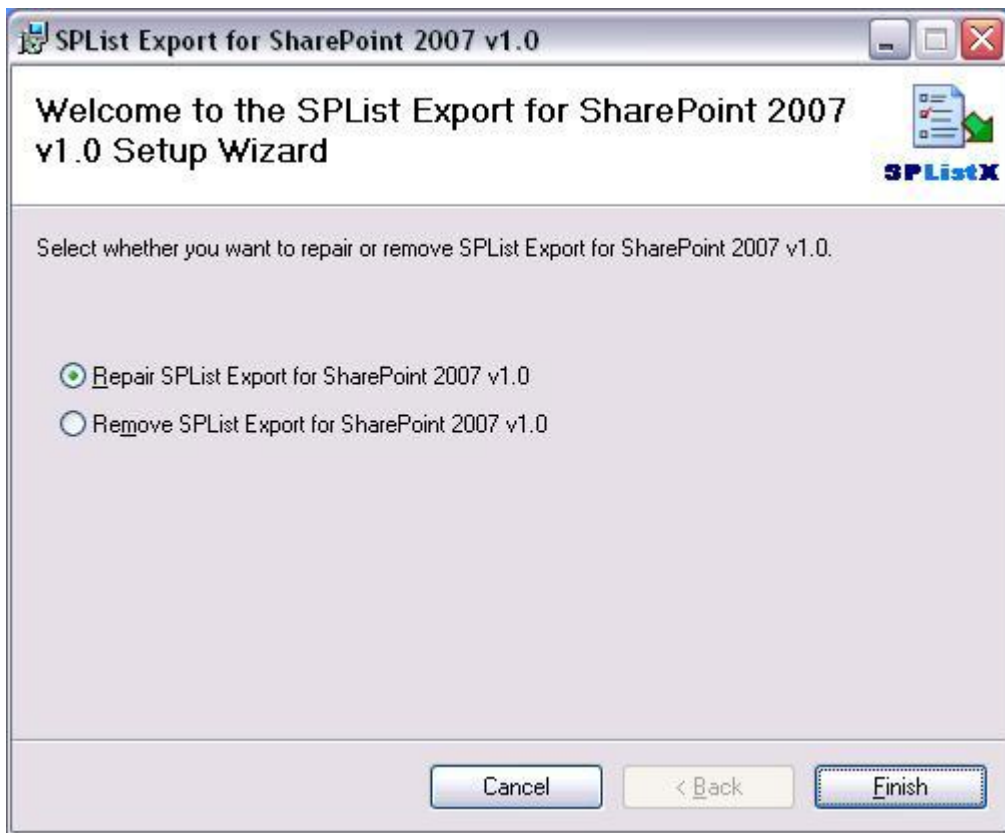 SPList Export for SharePoint 2007 v1.0
Welcome to the SPList Export for SharePoint 2007
v1.0 Setup Wizard
SPListX
Select whether you want to repair or remove SPList Export for SharePoint 2007 v1.0.
Repair SPList Export for SharePoint 2007 v1.0
Remove SPList Export for SharePoint 2007 v1.0
Cancel
< Back
Finish